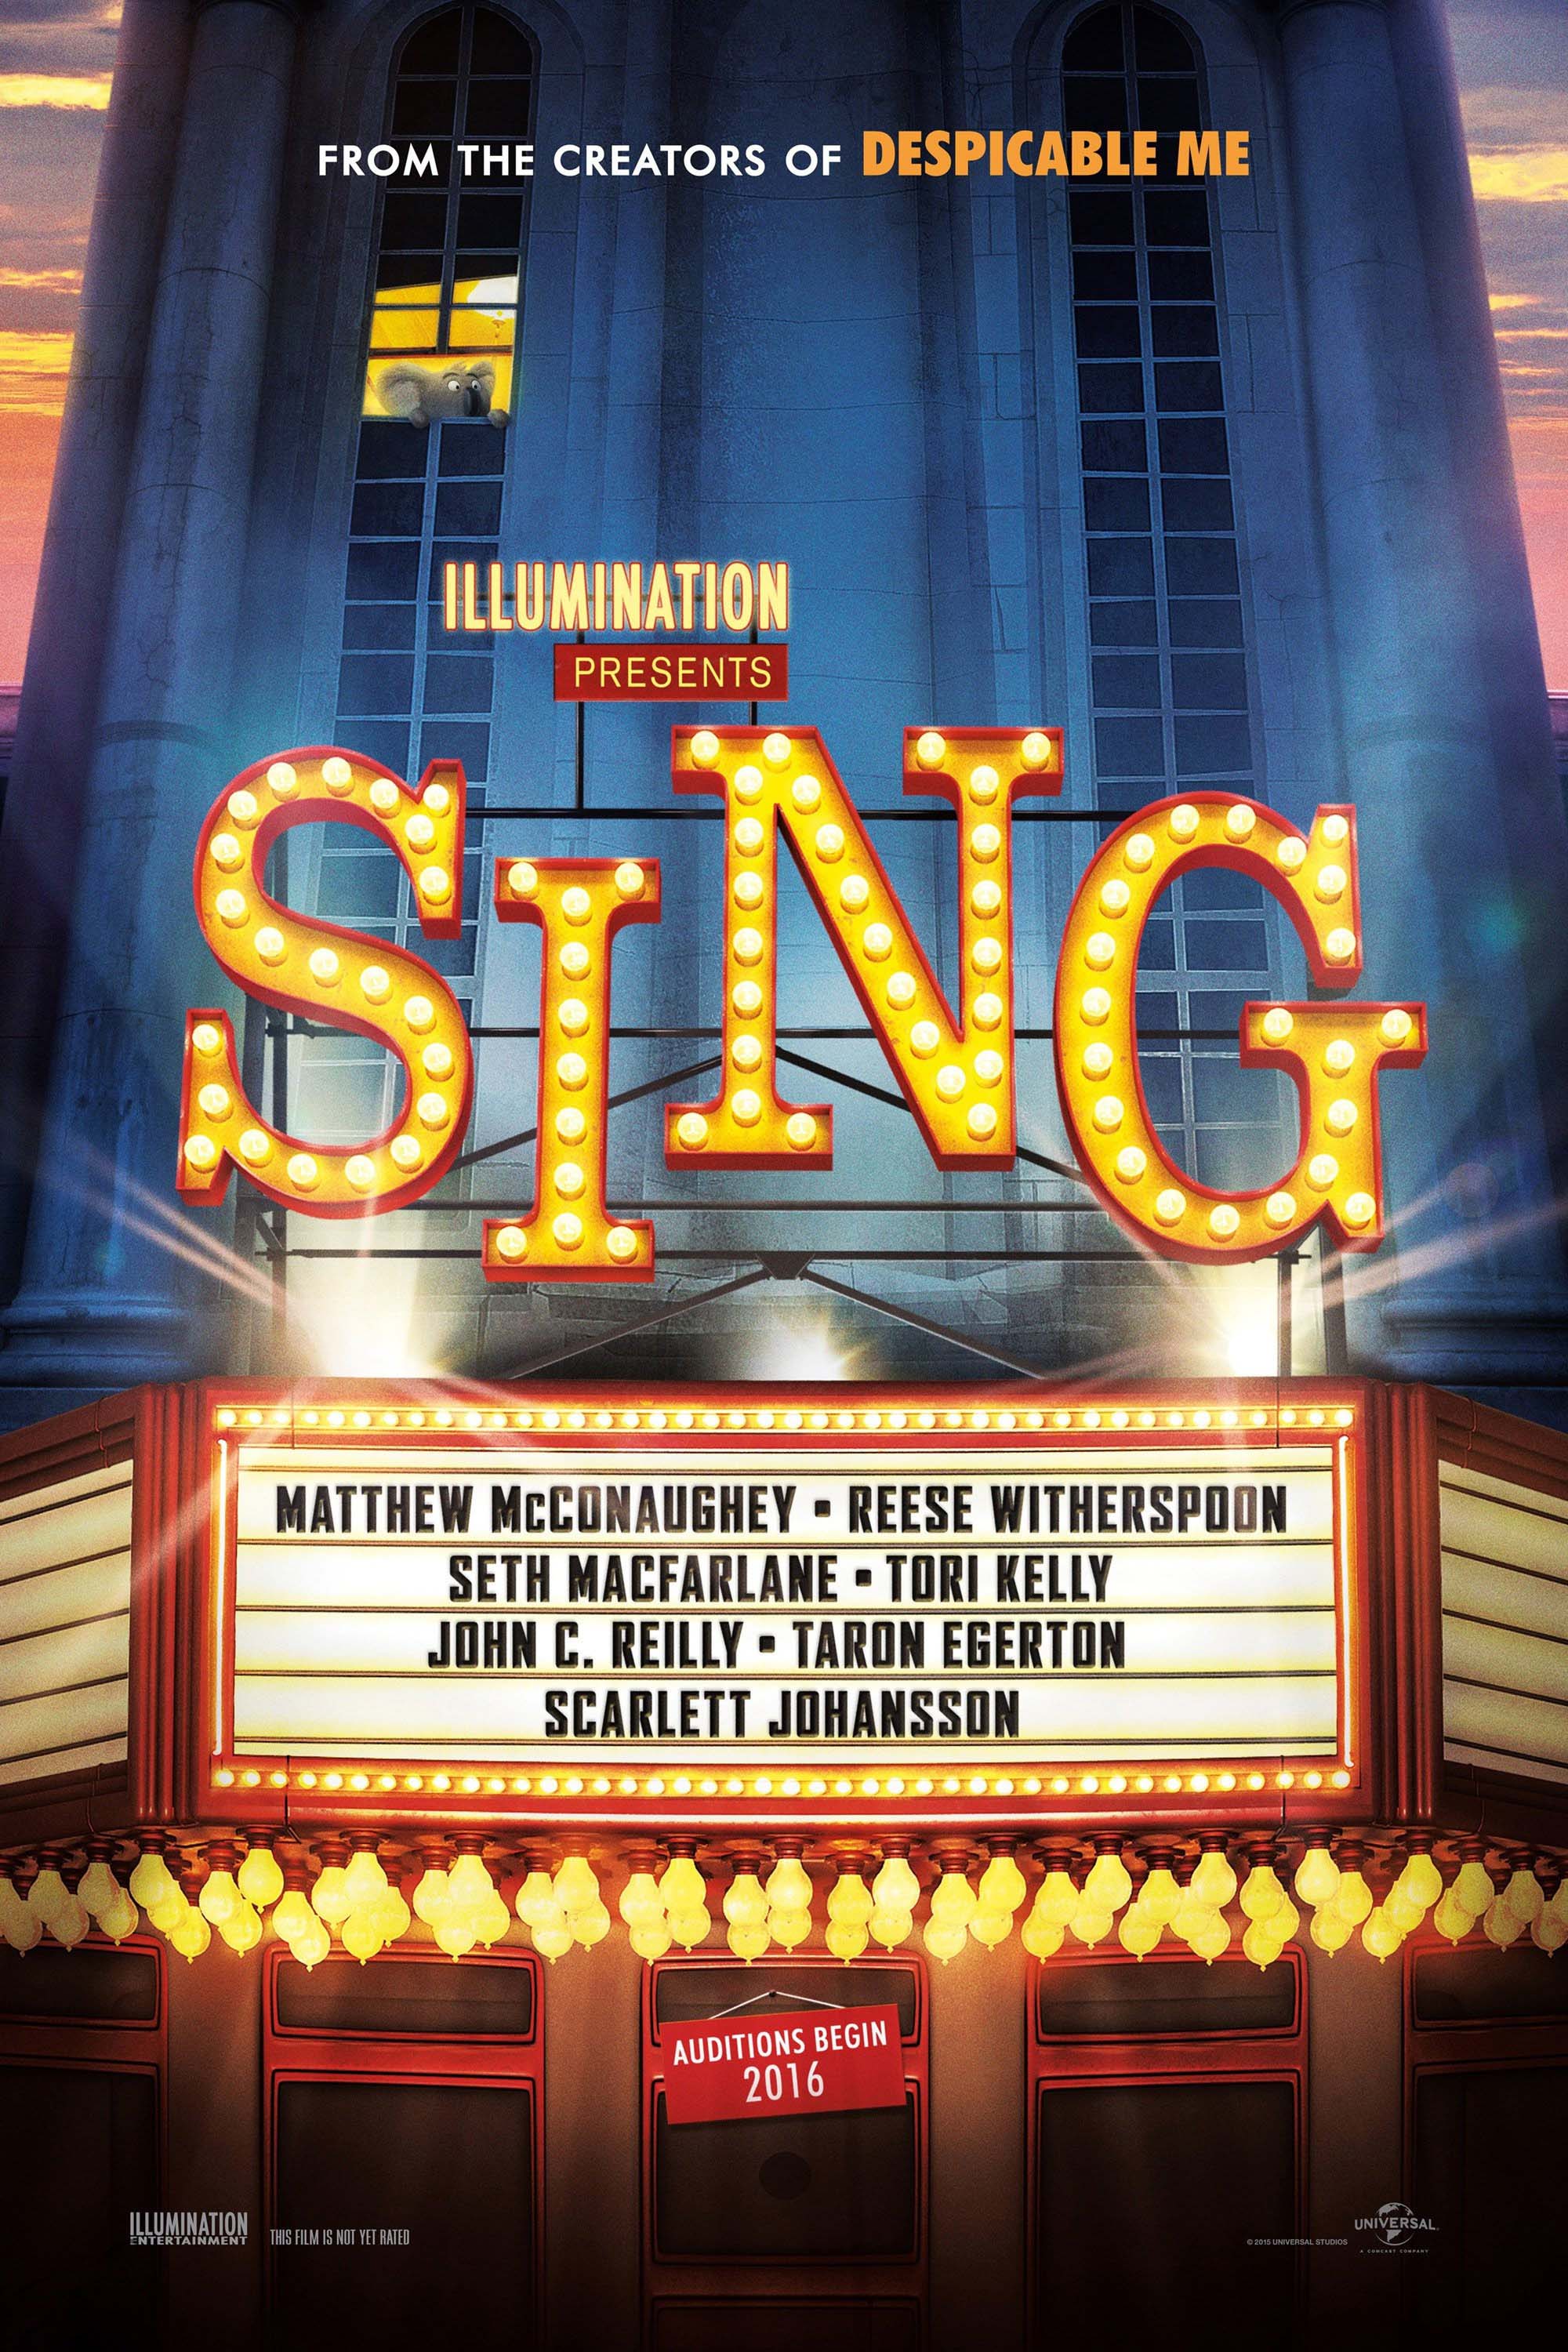 FROM THE CREATORS OF DESPICABLE ME
ILLUMINATION
PRESENTS
SING
MATTHEW McCONAUGHEY ▪ REESE WITHERSPOON
SETH MACFARLANE ▪ TORI KELLY
JOHN C. REILLY ▪ TARON EGERTON
SCARLETT JOHANSSON
AUDITIONS BEGIN
2016
ILLUMINATION
ENTERTAINMENT
THIS FILM IS NOT YET RATED
© 2015 UNIVERSAL STUDIOS
UNIVERSAL
A COMCAST COMPANY